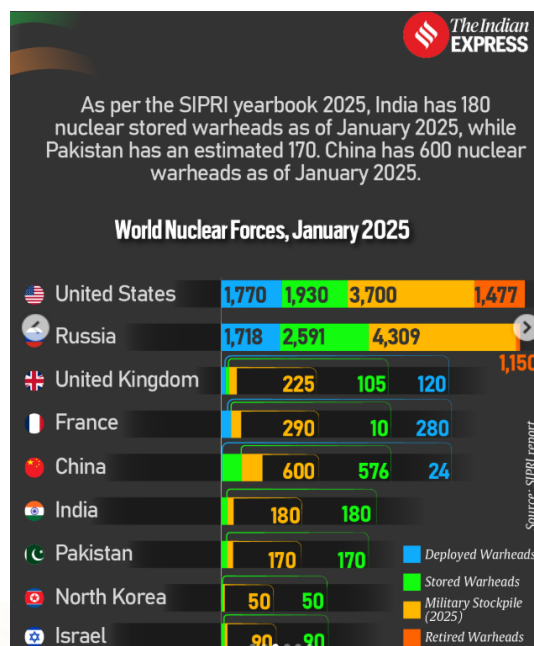 The Indian
EXPRESS
As per the SIPRI yearbook 2025, India has 180
nuclear stored warheads as of January 2025, while
Pakistan has an estimated 170. China has 600 nuclear
warheads as of January 2025.
World Nuclear Forces, January 2025
United States 1,770 1,930 3,700 1,477
Russia 1,718 2,591 4,309
1,150
United Kingdom 225 105 120
France 290 10 280
China 600 576 24
India 180 180
Pakistan 170 170
North Korea 50 50
Israel 90 90
Deployed Warheads
Stored Warheads
Military Stockpile
(2025)
Retired Warheads
Source: SIPRI report